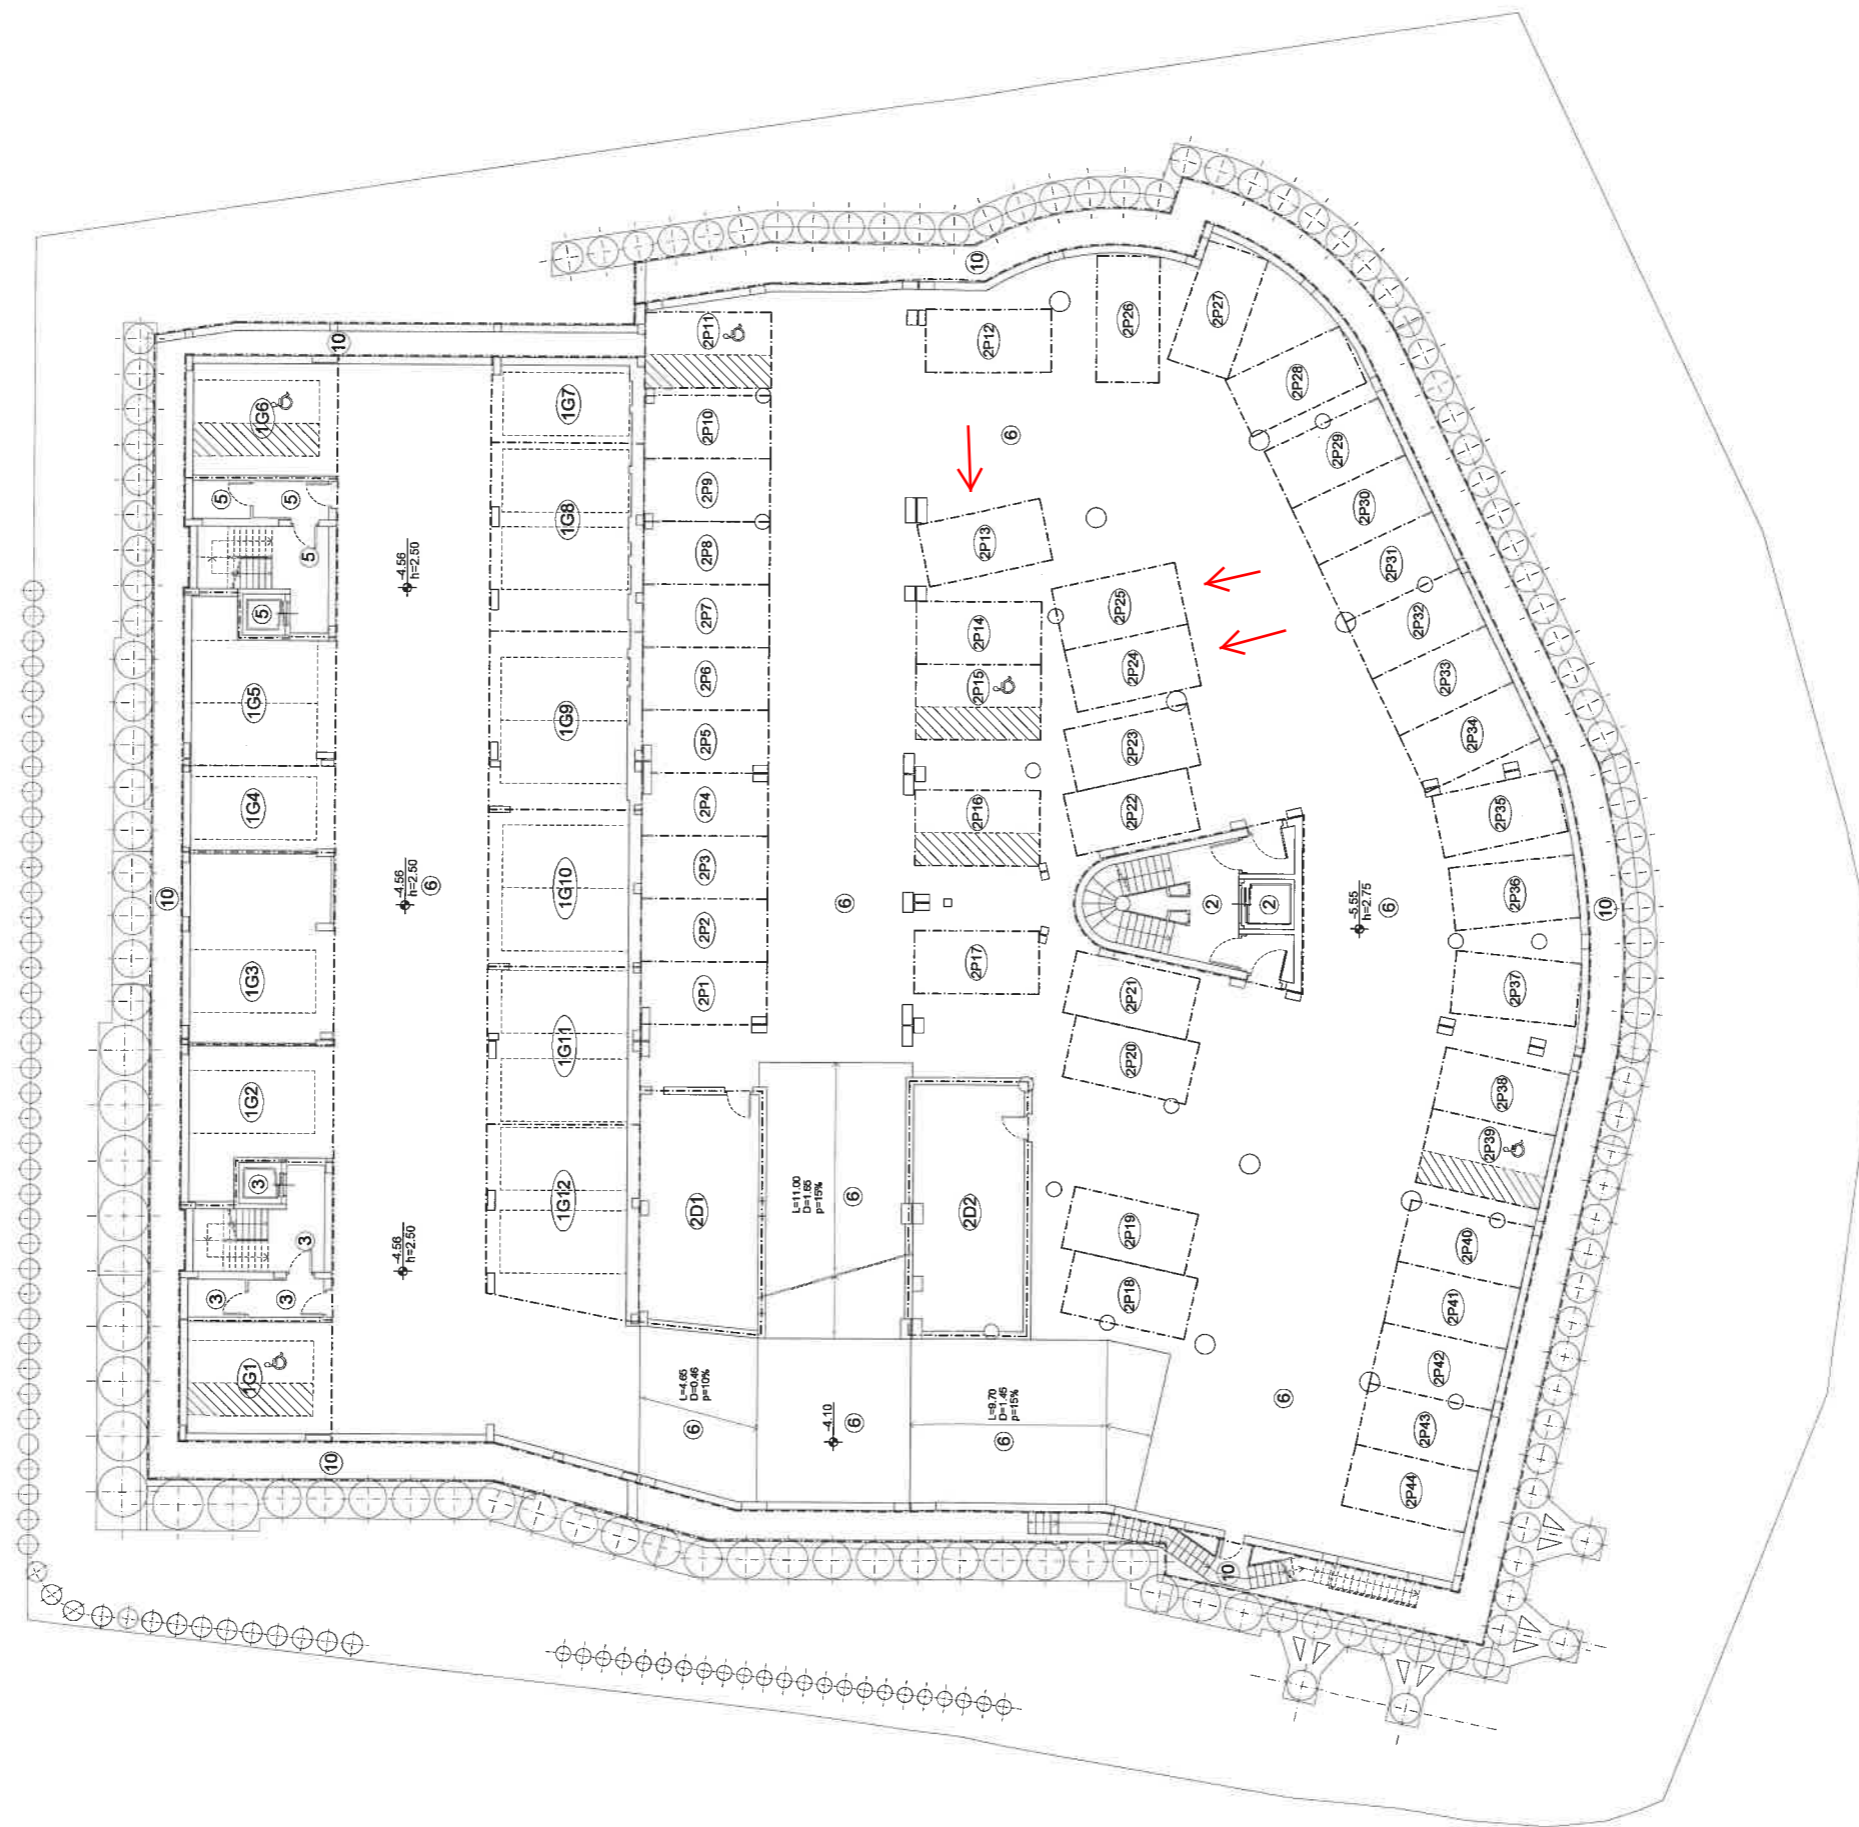 10
2P11
2P12
2P26
2P27
10
1G6
1G7
2P28
2P10
6
2P29
5
5
2P9
1G8
2P30
5
-4.56
h=2.50
2P8
2P13
2P31
5
2P7
2P25
2P32
2P14
2P24
1G5
2P6
2P15
2P33
1G9
2P5
2P23
2P34
1G4
2P4
2P16
2P22
2P35
10
-4.56
h=2.50
6
1G10
2P3
2P36
2P2
6
2
2
-5.55
h=2.75
6
10
1G3
2P1
2P17
2P21
2P37
1G11
2P20
1G2
2P38
2P39
3
1G12
2D1
L=11.00
D=1.65
p=15%
6
2D2
2P19
2P40
3
-4.56
h=2.50
3
3
2P18
2P41
1G1
L=4.65
D=0.46
p=10%
6
-4.10
6
L=9.70
D=1.45
p=15%
6
6
2P42
2P43
2P44
10
10